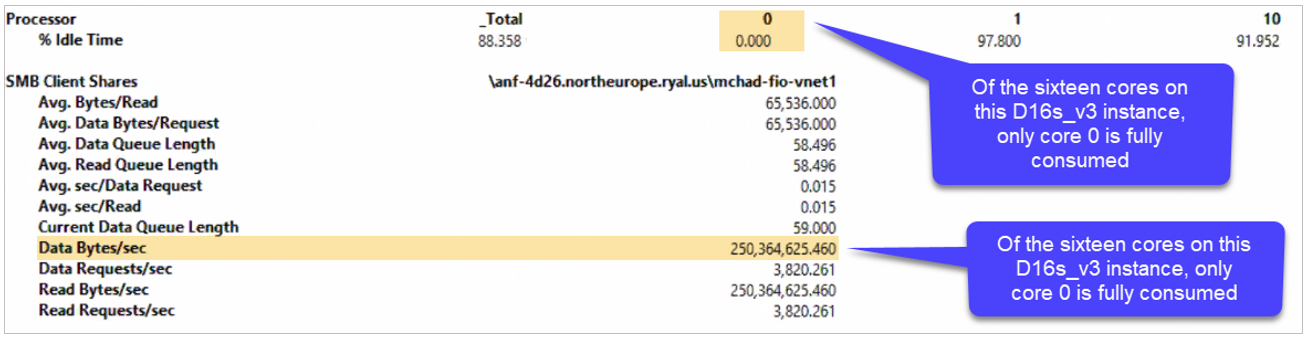 Processor _Total 0 1 10
% Idle Time 88.358 0.000 97.800 91.952
SMB Client Shares \anf-4d26.northeurope.ryal.us\mchad-fio-vnet1
Avg. Bytes/Read 65,536.000
Avg. Data Bytes/Request 65,536.000
Avg. Data Queue Length 58.496
Avg. Read Queue Length 58.496
Avg. sec/Data Request 0.015
Avg. sec/Read 0.015
Current Data Queue Length 59.000
Data Bytes/sec 250,364,625.460
Data Requests/sec 3,820.261
Read Bytes/sec 250,364,625.460
Read Requests/sec 3,820.261
Of the sixteen cores on
this D16s_v3 instance,
only core 0 is fully
consumed
Of the sixteen cores on this
D16s_v3 instance, only
core 0 is fully consumed